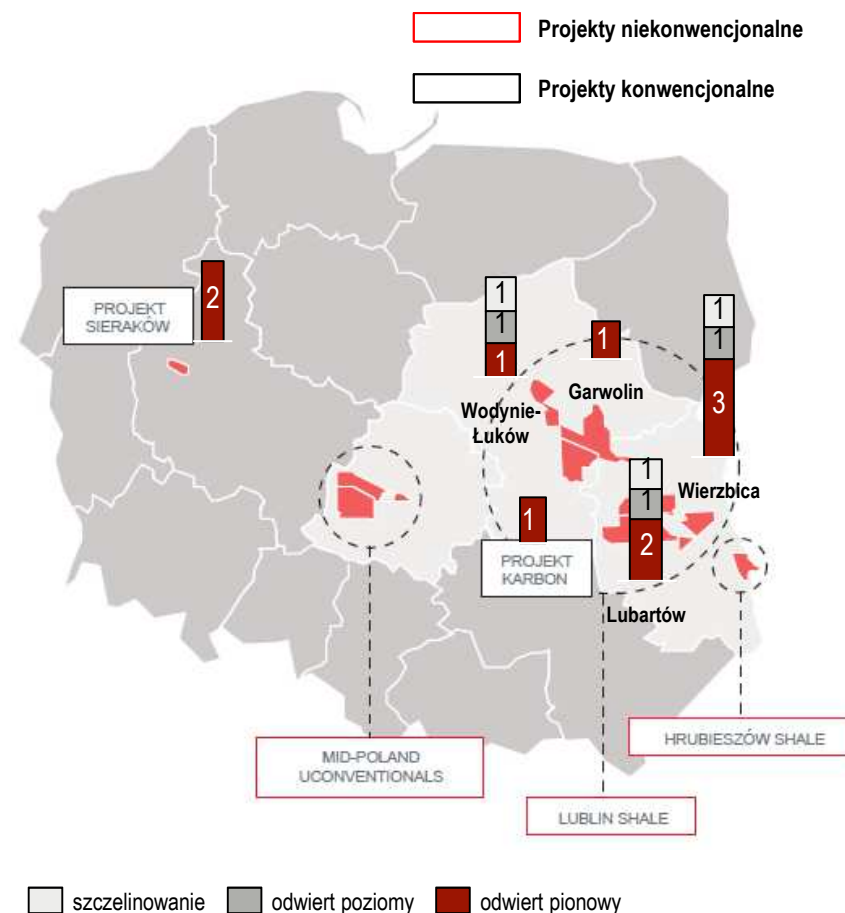 Projekty niekonwencjonalne
Projekty konwencjonalne
PROJEKT
SIERAKÓW
2
1
1
1
1
1
1
3
Wodynie-
Łuków
Garwolin
Wierzbica
1
1
2
1
PROJEKT
KARBON
Lubartów
MID-POLAND
UCONVENTIONALS
HRUBIESZÓW SHALE
LUBLIN SHALE
szczelinowanie odwiert poziomy odwiert pionowy